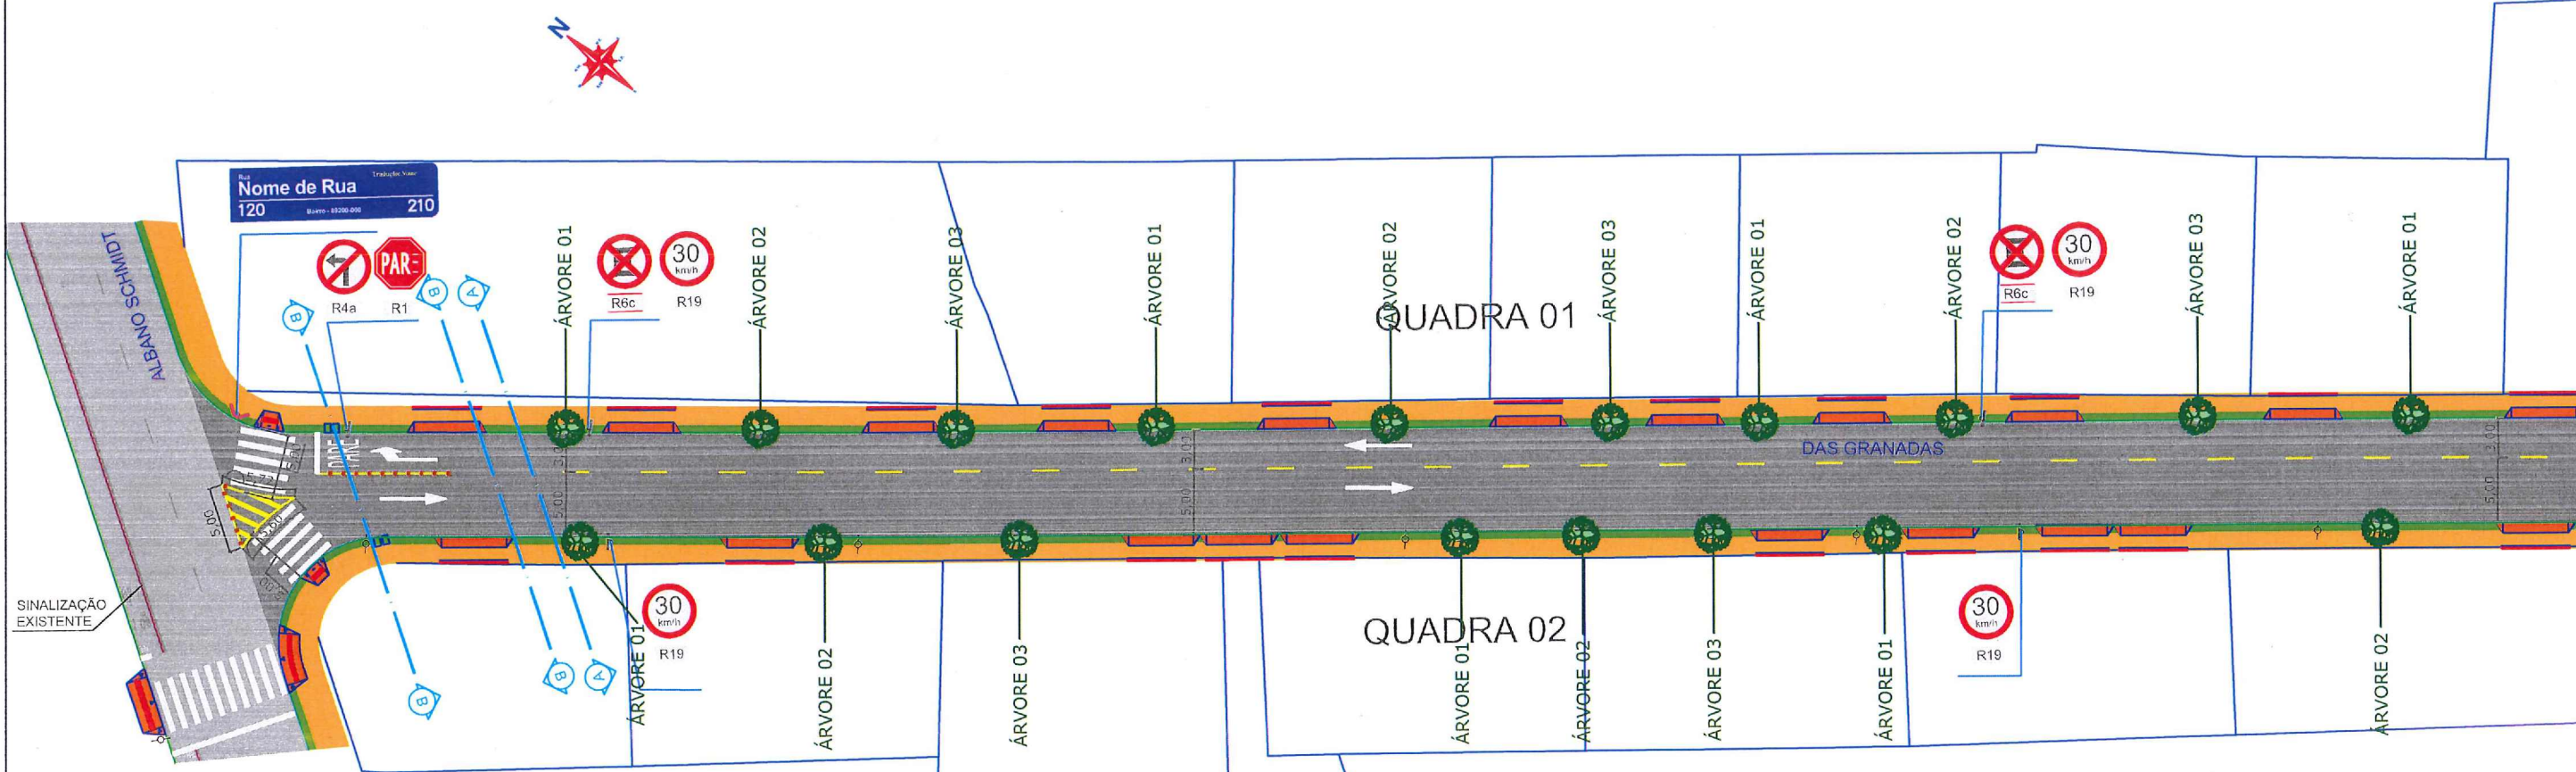 N
Rua
Nome de Rua
Tradução: Nome
120
210
ALBANO SCHMIDT
R4a
PARE
R1
B
B
A
ÁRVORE 01
R6c
30
km/h
R19
ÁRVORE 02
ÁRVORE 03
ÁRVORE 01
ÁRVORE 02
QUADRA 01
ÁRVORE 03
ÁRVORE 01
ÁRVORE 02
R6c
30
km/h
R19
ÁRVORE 03
ÁRVORE 01
PARE
DAS GRANADAS
3,00
5,00
3,00
5,00
5,00
5,00
SINALIZAÇÃO
EXISTENTE
B
B
A
ÁRVORE 01
30
km/h
R19
ÁRVORE 02
ÁRVORE 03
QUADRA 02
ÁRVORE 01
ÁRVORE 02
ÁRVORE 03
ÁRVORE 01
30
km/h
R19
ÁRVORE 02